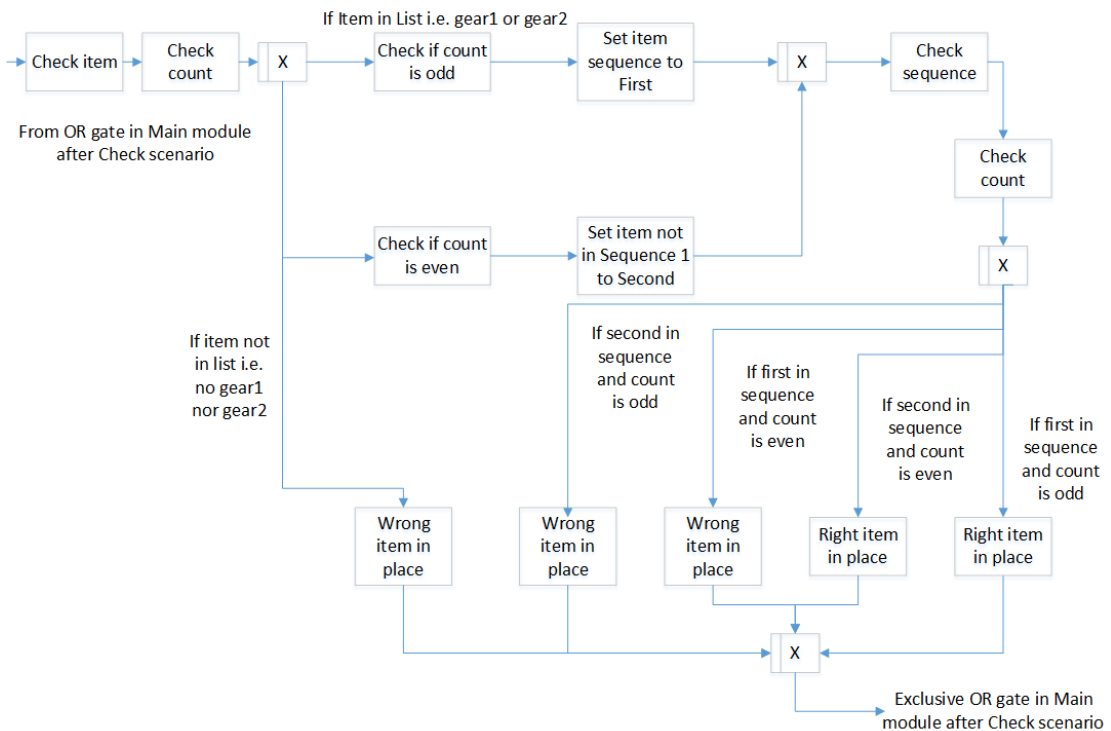 If Item in List i.e. gear1 or gear2
Check item
Check
count
X
Check if count
is odd
Set item
sequence to
First
X
Check
sequence
From OR gate in Main module
after Check scenario
Check
count
Check if count
is even
Set item not
in Sequence 1
to Second
X
If item not
in list i.e.
no gear1
nor gear2
If second in
sequence
and count
is odd
If first in
sequence
and count
is even
If second in
sequence
and count
is even
If first in
sequence
and count
is odd
Wrong
item in
place
Wrong
item in
place
Wrong
item in
place
Right item
in place
Right item
in place
X
Exclusive OR gate in Main
module after Check scenario